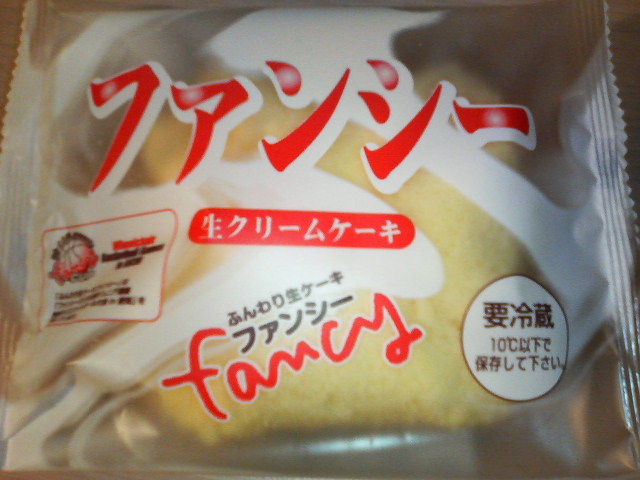 ファンシー
生クリームケーキ
ふんわり生ケーキ
ファンシー
fancy
要冷蔵
10℃以下で
保存して下さい。